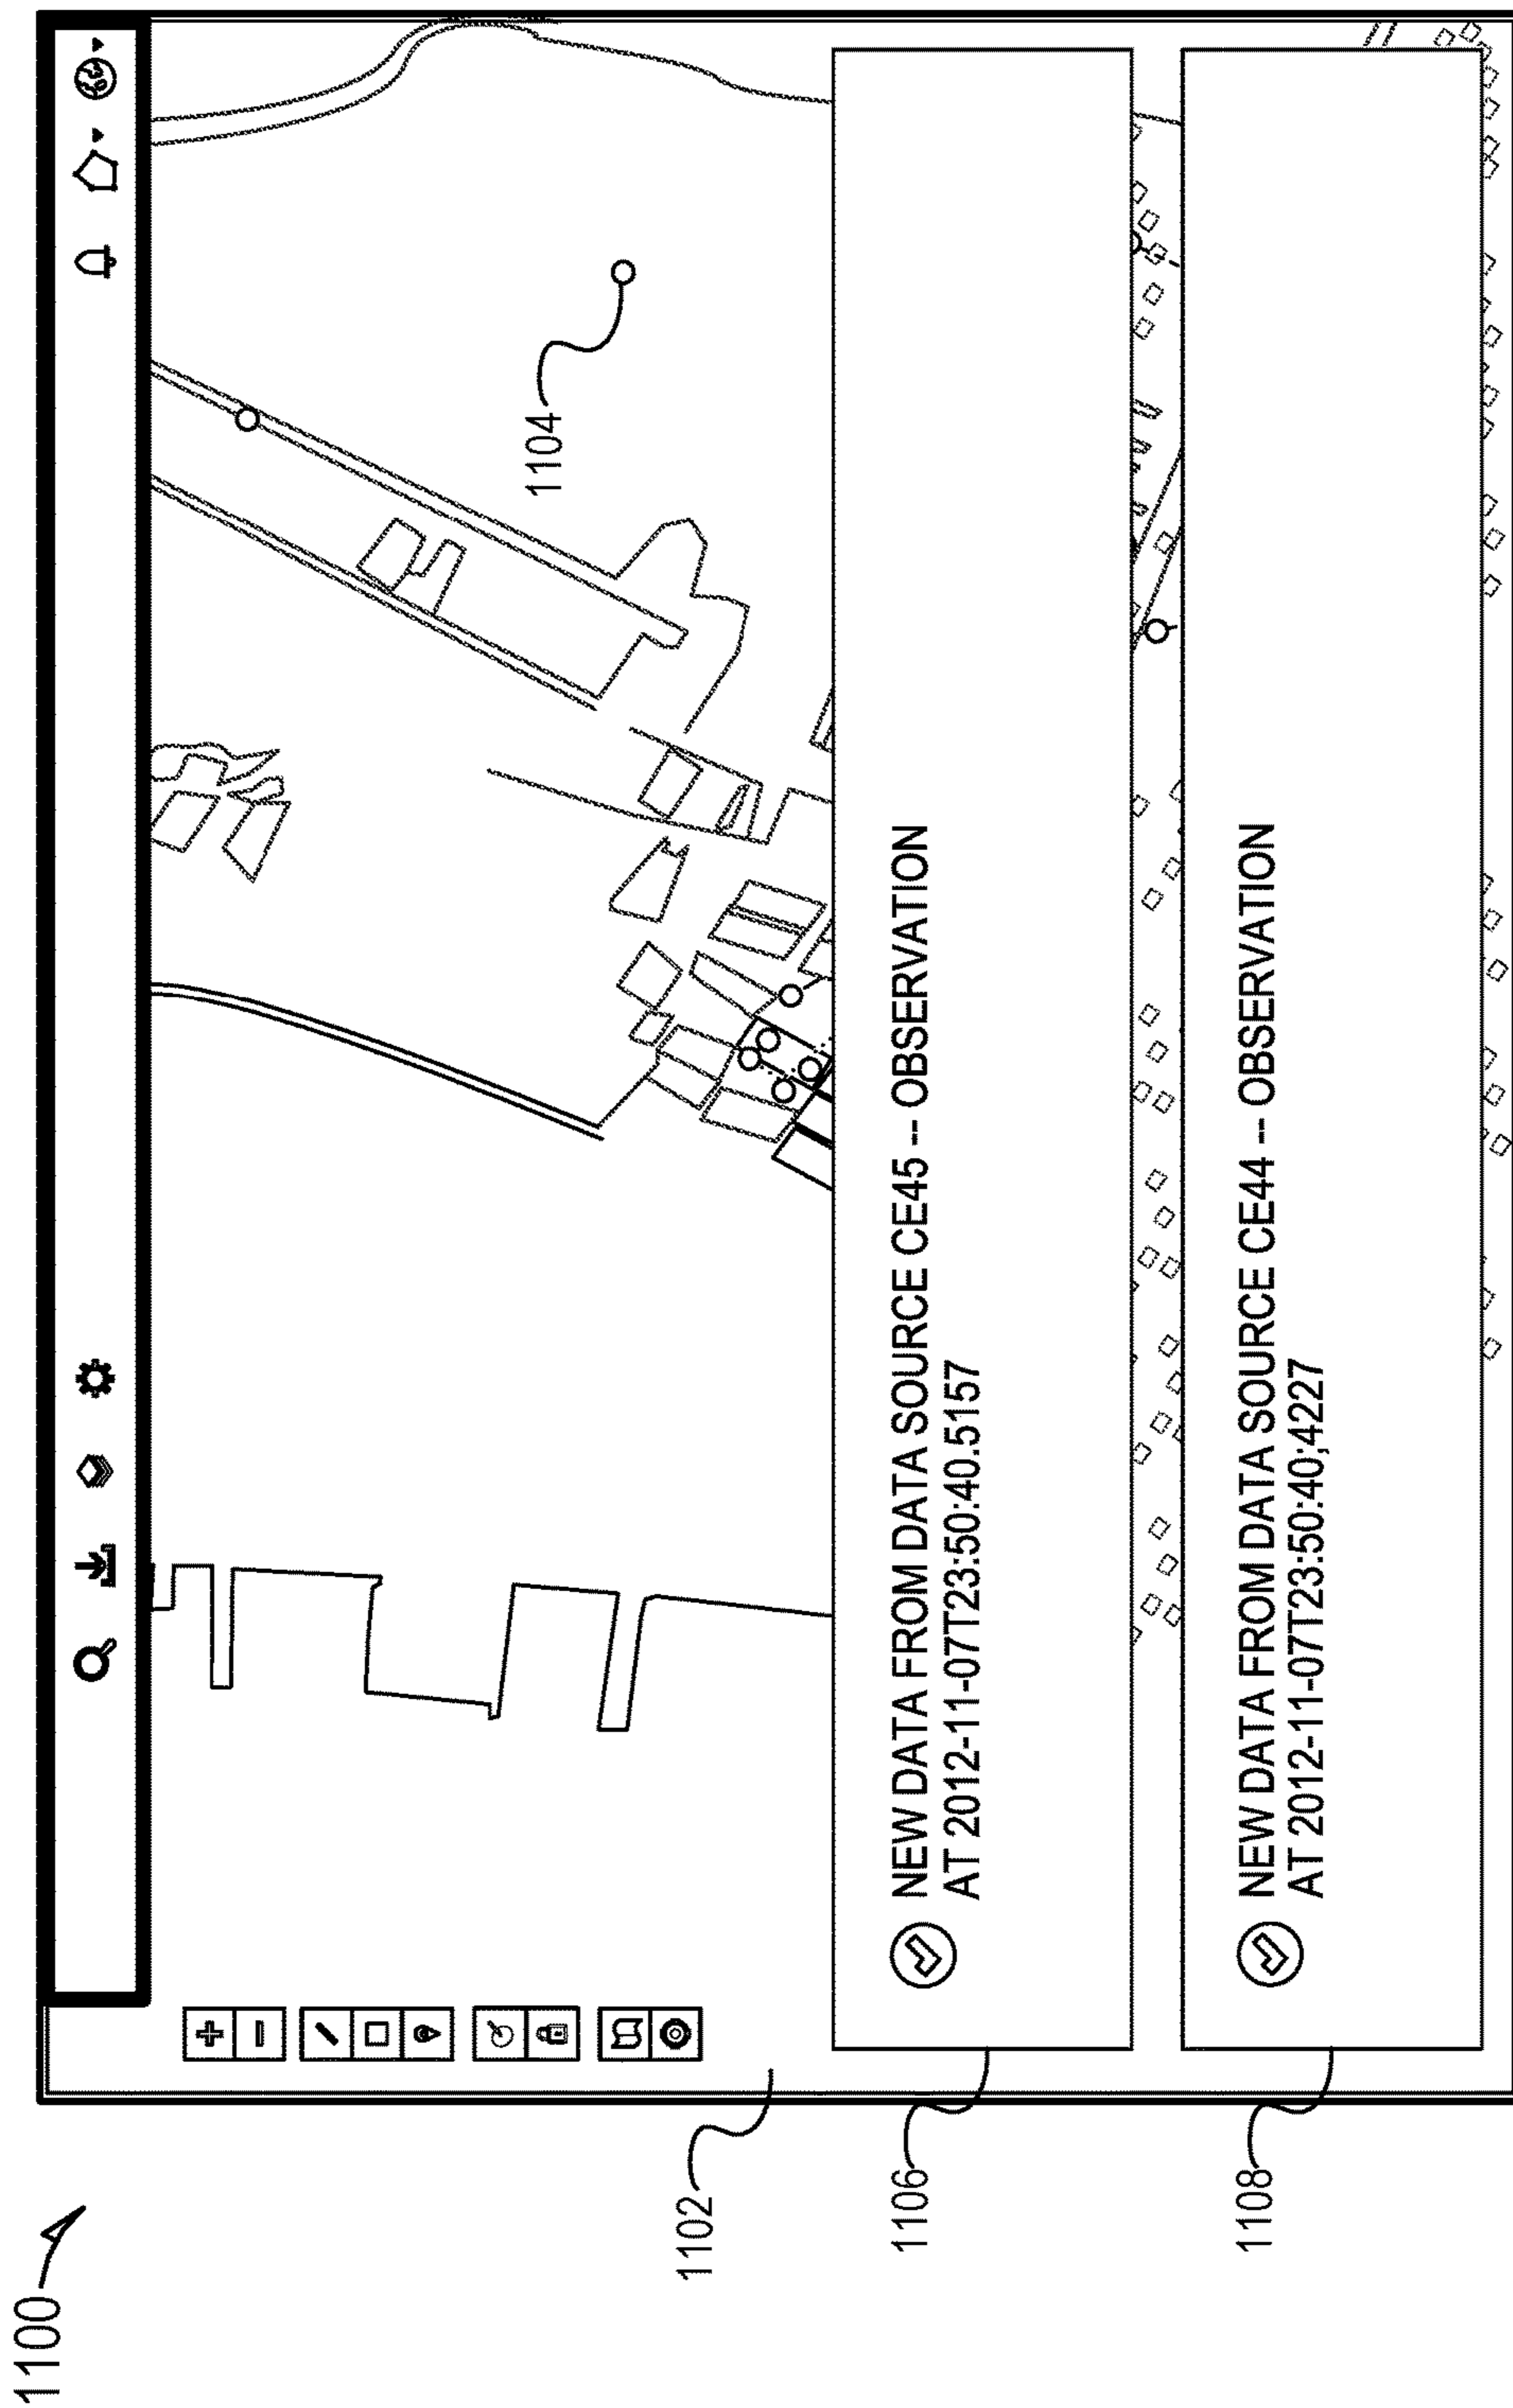 1100
1104
1102
1106
NEW DATA FROM DATA SOURCE CE45 -- OBSERVATION
AT 2012-11-07T23:50:40.5157
1108
NEW DATA FROM DATA SOURCE CE44 -- OBSERVATION
AT 2012-11-07T23:50:40;4227